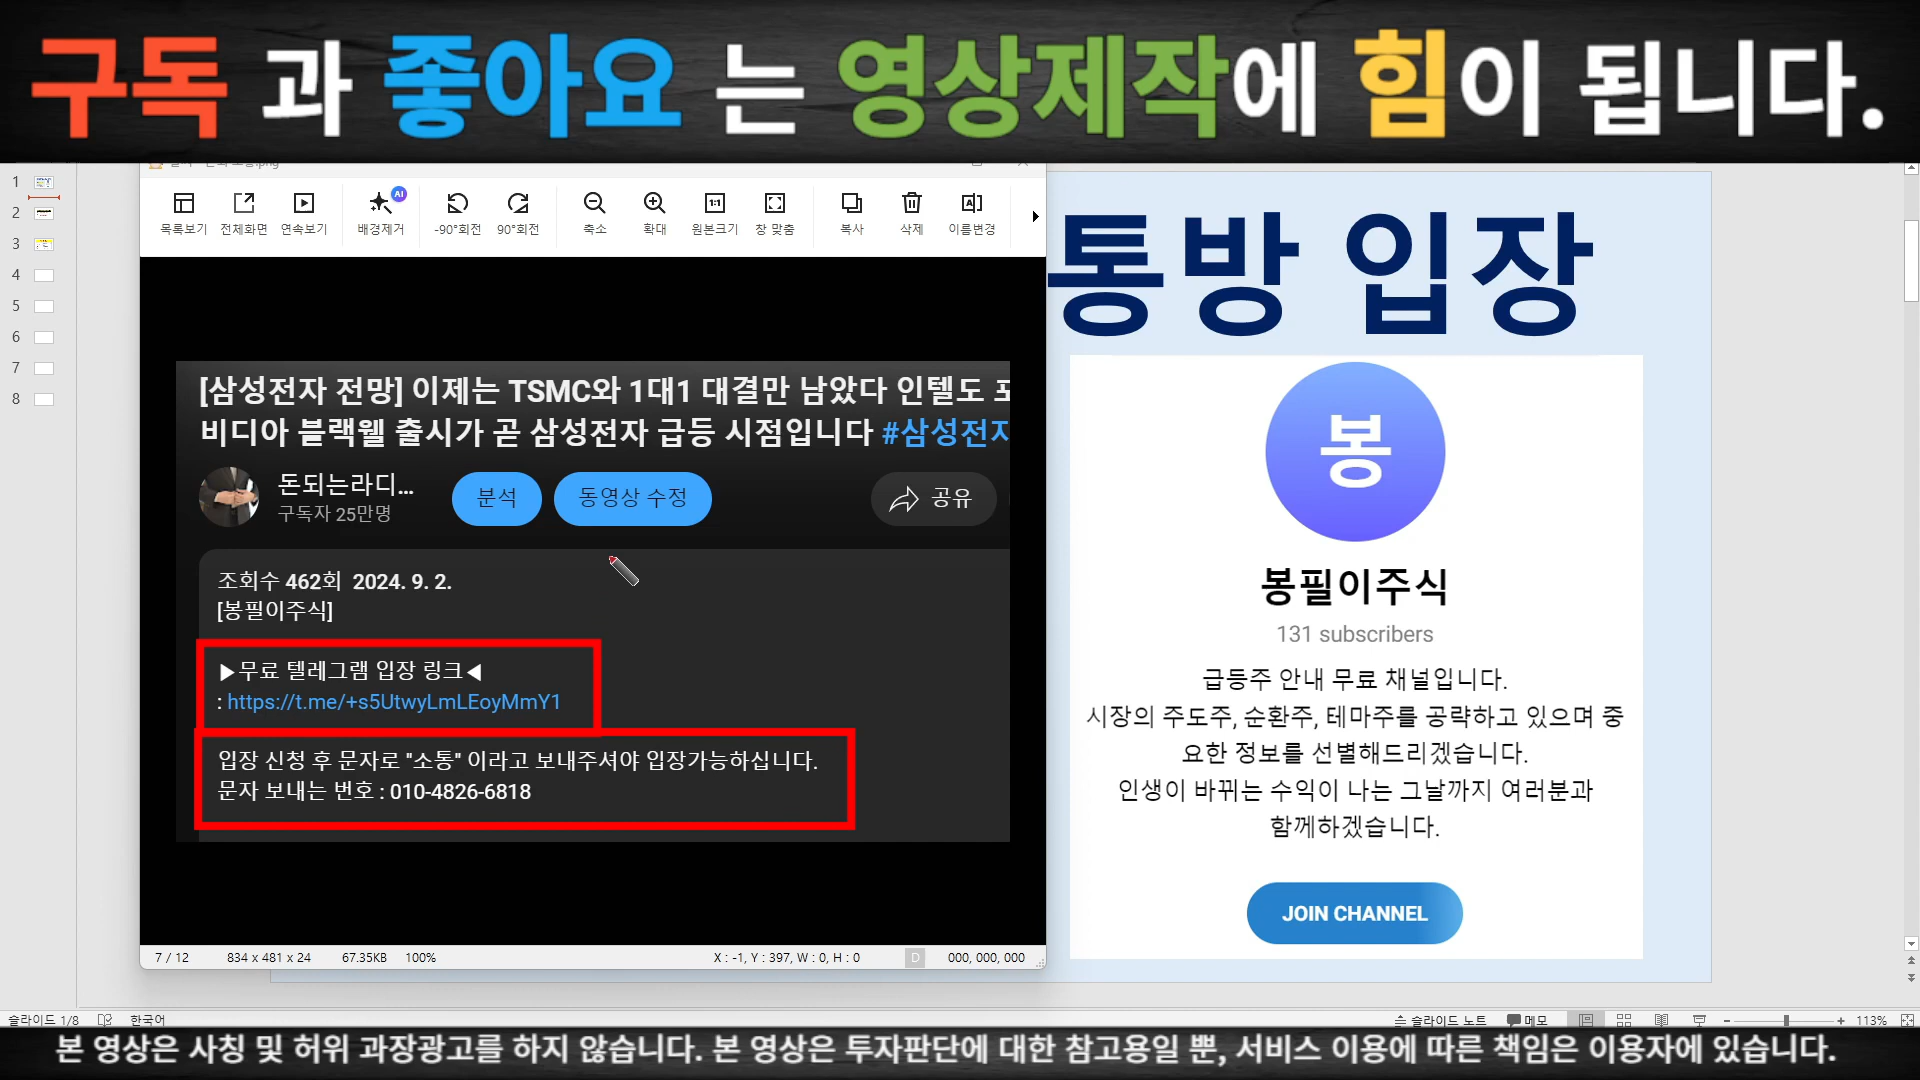 구독 과 좋아요 는 영상제작에 힘이 됩니다.
1
2
3
4
5
6
7
8
목록보기 전체화면 연속보기 배경제거 AI -90°회전 90°회전 축소 확대 원본크기 창 맞춤 복사 삭제 이름변경
[삼성전자 전망] 이제는 TSMC와 1대1 대결만 남았다 인텔도
비디아 블랙웰 출시가 곧 삼성전자 급등 시점입니다 #삼성전자
돈되는라디...
구독자 25만명
분석
동영상 수정
공유
조회수 462회 2024. 9. 2.
[봉필이주식]
▶무료 텔레그램 입장 링크◀
: https://t.me/+s5UtwyLmLEoyMmY1
입장 신청 후 문자로 "소통" 이라고 보내주셔야 입장가능하십니다.
문자 보내는 번호 : 010-4826-6818
7 / 12 834 x 481 x 24 67.35KB 100% X : -1, Y : 397, W : 0, H : 0 D 000, 000, 000
통방 입장
봉
봉필이주식
131 subscribers
급등주 안내 무료 채널입니다.
시장의 주도주, 순환주, 테마주를 공략하고 있으며 중
요한 정보를 선별해드리겠습니다.
인생이 바뀌는 수익이 나는 그날까지 여러분과
함께하겠습니다.
JOIN CHANNEL
슬라이드 1/8 한국어 슬라이드 노트 메모 113%
본 영상은 사칭 및 허위 과장광고를 하지 않습니다. 본 영상은 투자판단에 대한 참고용일 뿐, 서비스 이용에 따른 책임은 이용자에 있습니다.